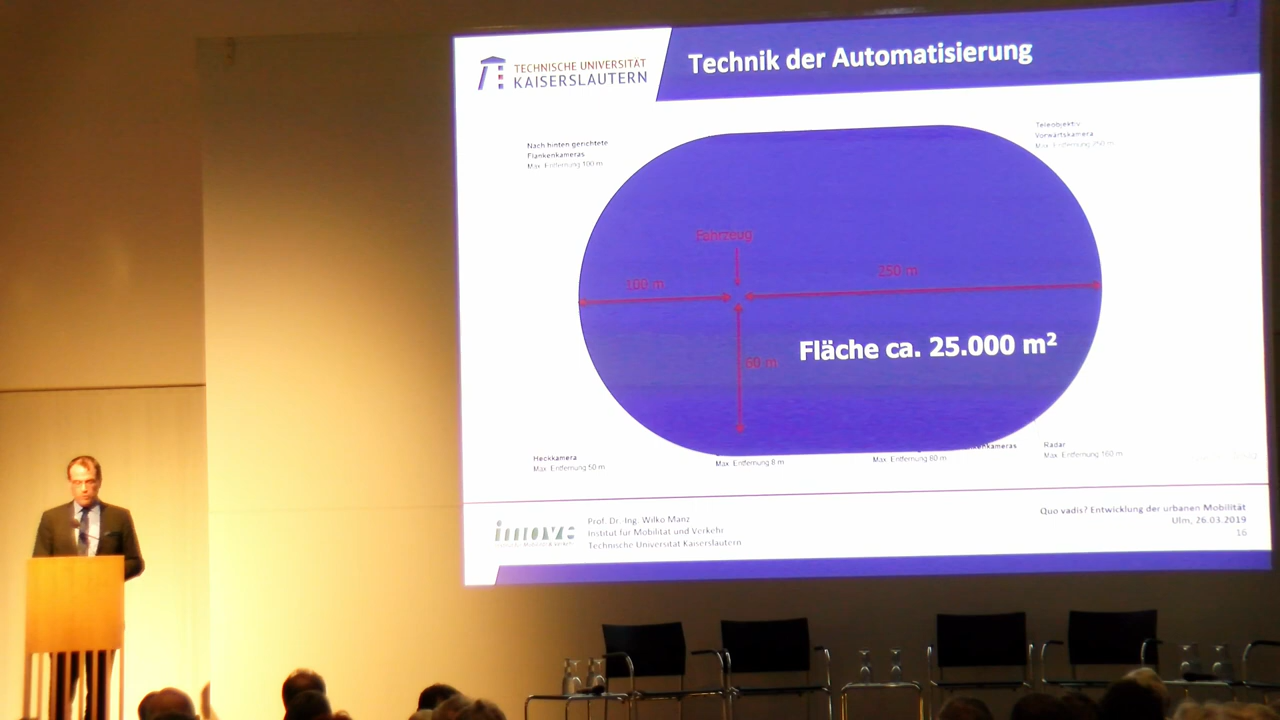 TECHNISCHE UNIVERSITÄT
KAISERSLAUTERN
Technik der Automatisierung
Nach hinten gerichtete
Flankenkameras
Max. Entfernung 100 m
Teleobjektiv
Vorwärtskamera
Max. Entfernung 250 m
Fahrzeug
100 m
250 m
60 m
Fläche ca. 25.000 m²
Heckkamera
Max. Entfernung 50 m
Max. Entfernung 8 m
Max. Entfernung 60 m
Radar
Max. Entfernung 160 m
imove
Prof. Dr. Ing. Wilko Manz
Institut für Mobilität und Verkehr
Technische Universität Kaiserslautern
Quo vadis? Entwicklung der urbanen Mobilität
Ulm, 26.03.2019
16